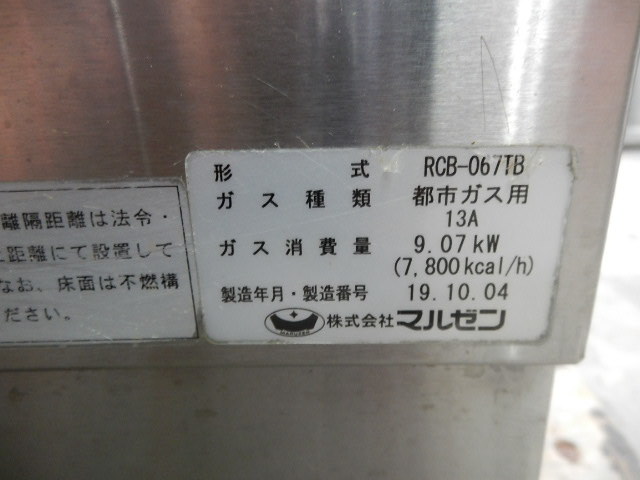 離隔距離は法令・
距離にて設置して
なお、床面は不燃構
ださい。
形 式 RCB-067TB
ガス種類 都市ガス用
13A
ガス消費量 9.07kW
(7,800kcal/h)
製造年月・製造番号 19.10.04
MARUZEN 株式会社マルゼン